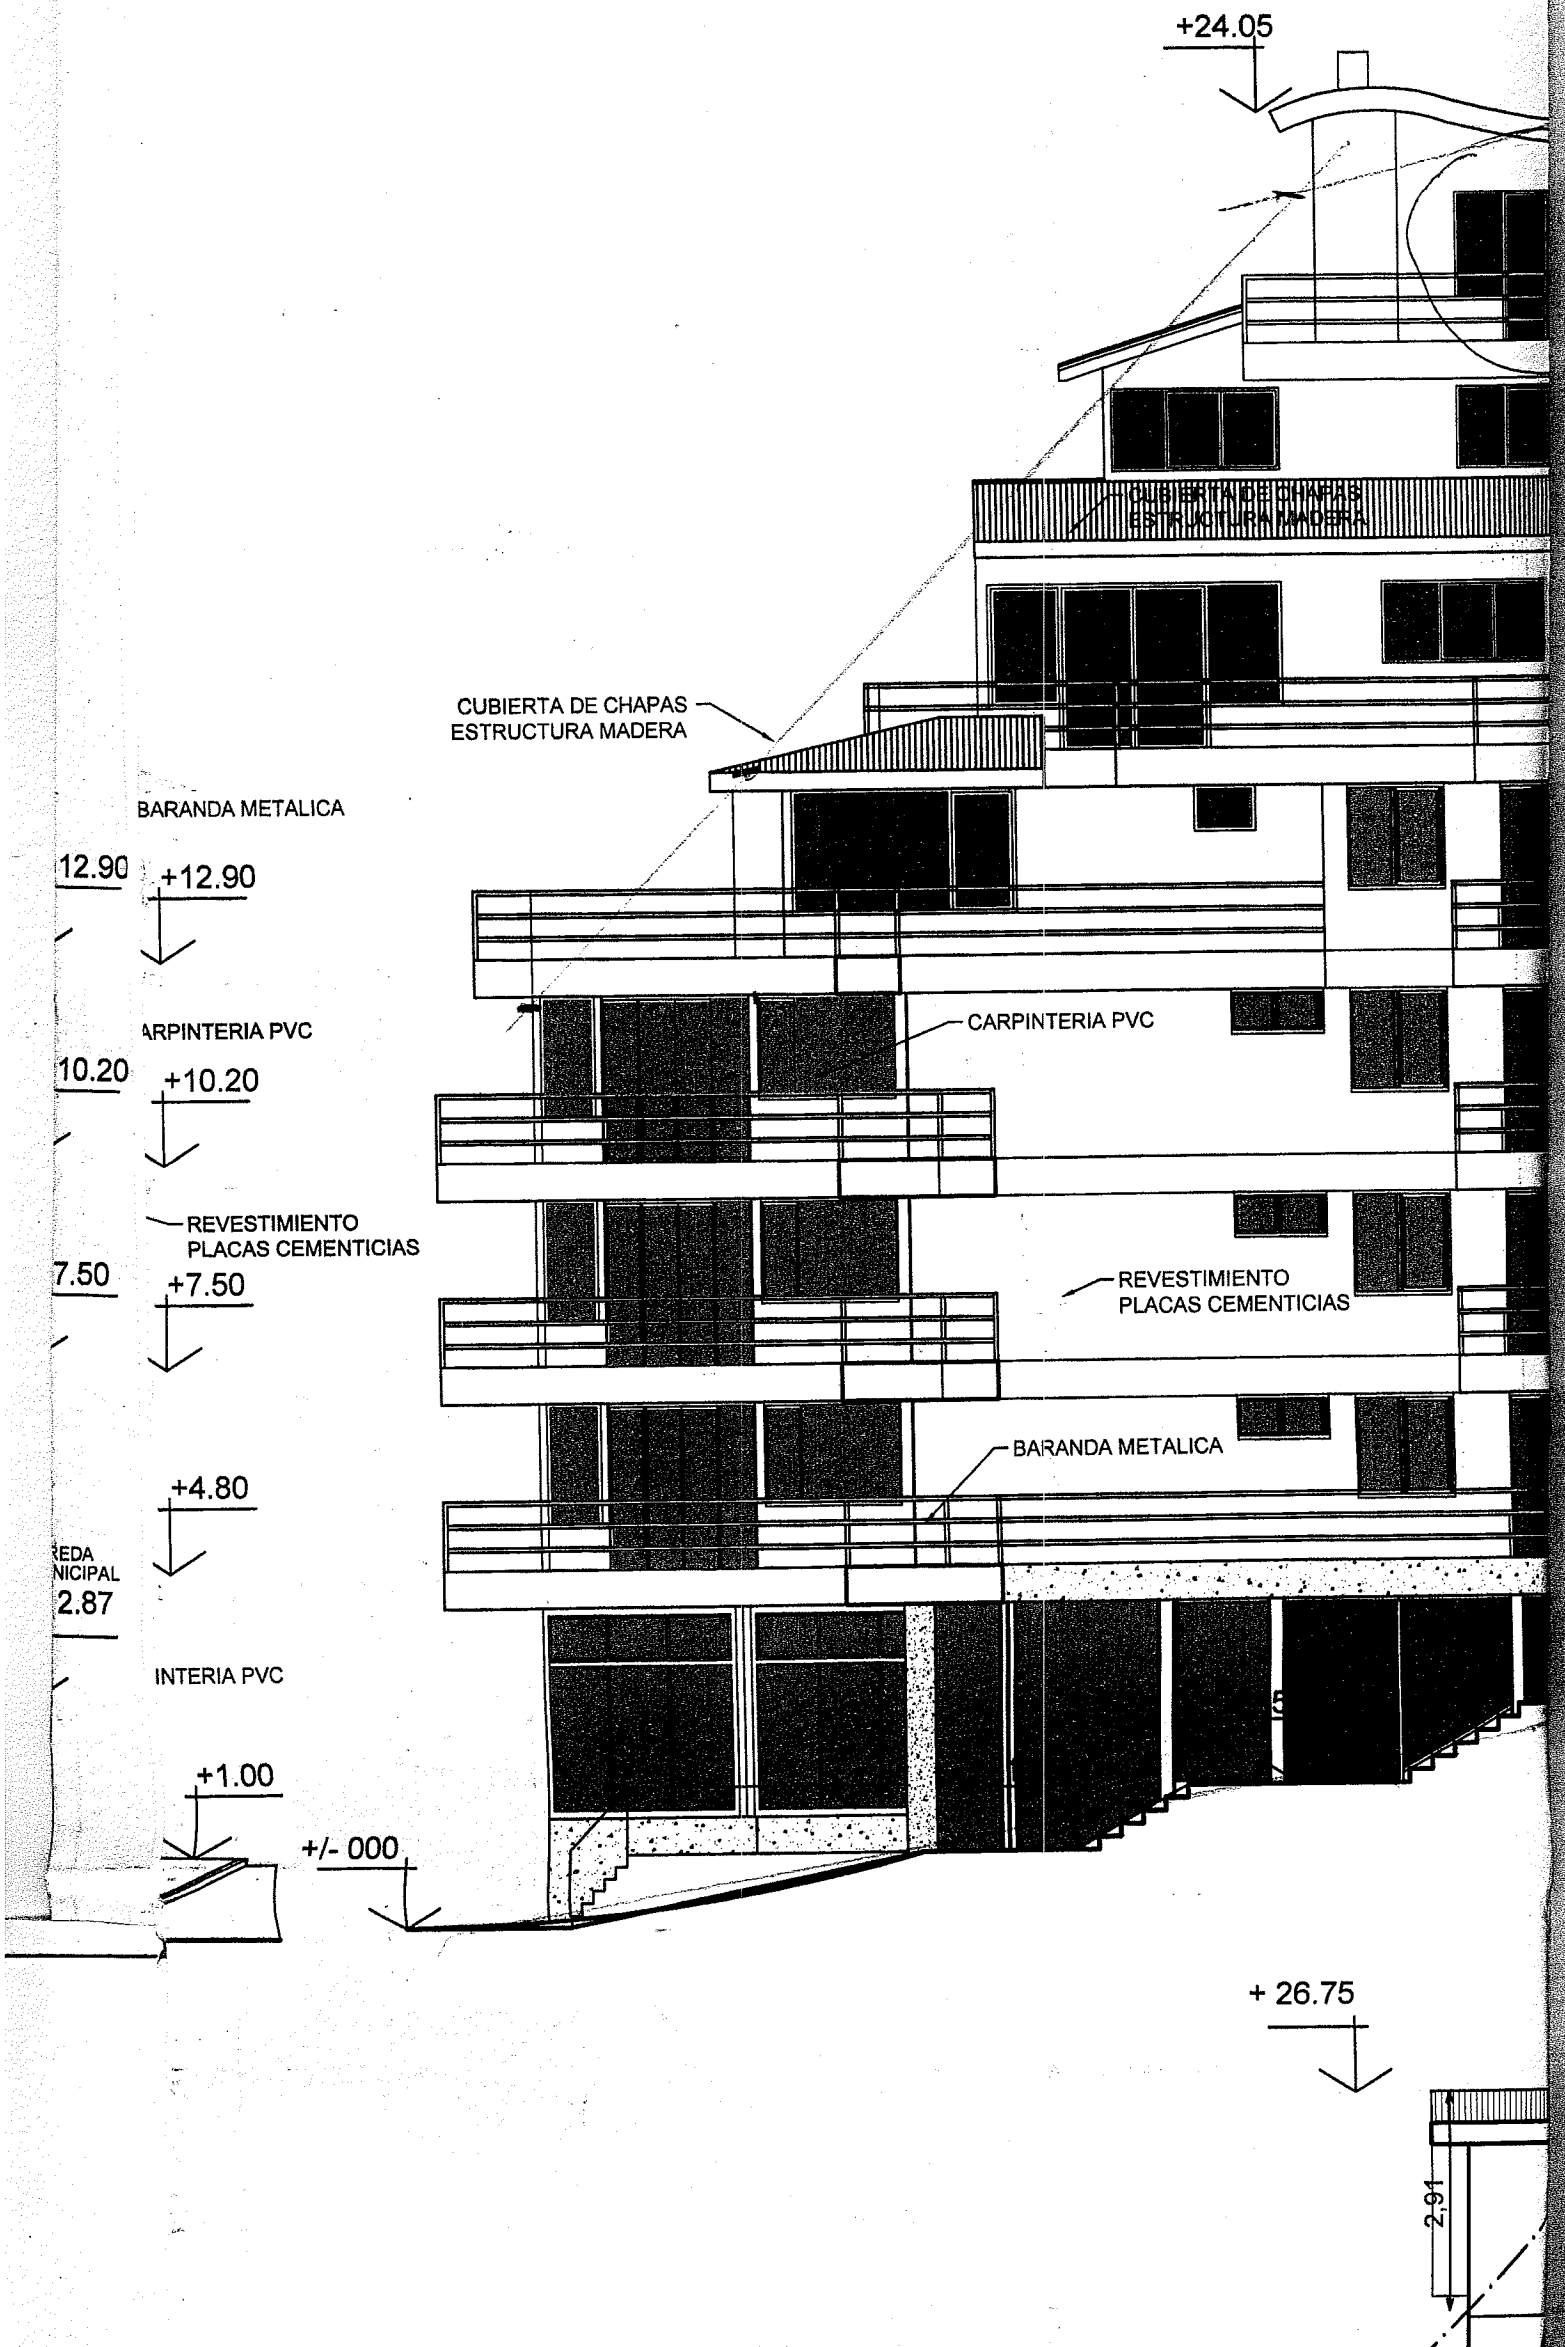 +24.05
CUBIERTA DE CHAPAS
ESTRUCTURA MADERA
CUBIERTA DE CHAPAS
ESTRUCTURA MADERA
BARANDA METALICA
12.90
+12.90
ARPINTERIA PVC
CARPINTERIA PVC
10.20
+10.20
REVESTIMIENTO
PLACAS CEMENTICIAS
7.50
+7.50
REVESTIMIENTO
PLACAS CEMENTICIAS
BARANDA METALICA
+4.80
REDA
NICIPAL
2.87
INTERIA PVC
5
+1.00
+/- 000
+ 26.75
2,91